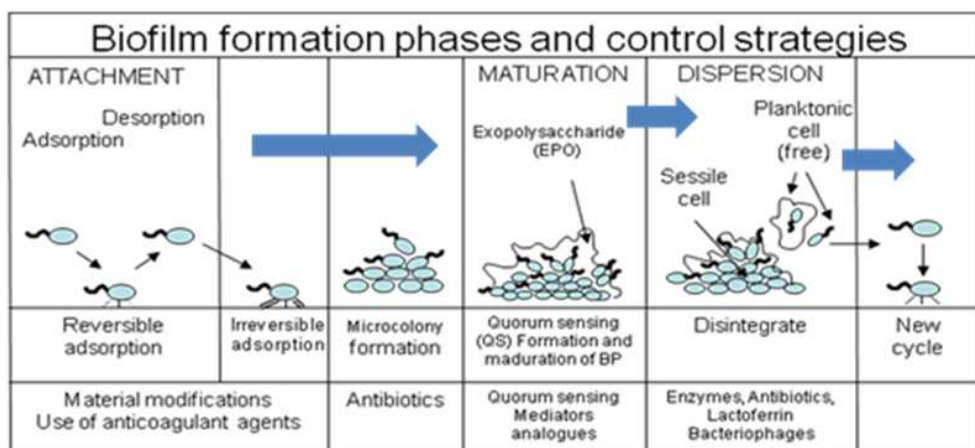 Biofilm formation phases and control strategies
ATTACHMENT
MATURATION
DISPERSION
Desorption
Adsorption
Exopolysaccharide
(EPO)
Planktonic
cell
(free)
Sessile
cell
Reversible
adsorption
Irreversible
adsorption
Microcolony
formation
Quorum sensing
(QS) Formation and
maduration of BP
Disintegrate
New
cycle
Material modifications
Use of anticoagulant agents
Antibiotics
Quorum sensing
Mediators
analogues
Enzymes, Antibiotics,
Lactoferrin
Bacteriophages